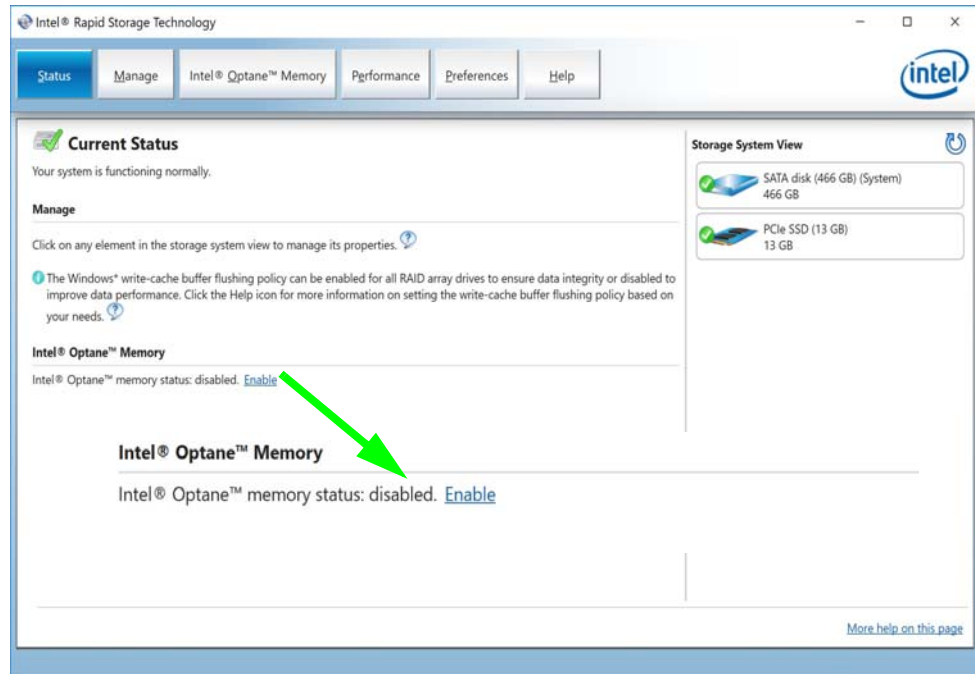 Intel® Rapid Storage Technology
Status
Manage
Intel® Optane™ Memory
Performance
Preferences
Help
intel
Current Status
Your system is functioning normally.
Manage
Click on any element in the storage system view to manage its properties.
The Windows* write-cache buffer flushing policy can be enabled for all RAID array drives to ensure data integrity or disabled to
improve data performance. Click the Help icon for more information on setting the write-cache buffer flushing policy based on
your needs.
Intel® Optane™ Memory
Intel® Optane™ memory status: disabled. Enable
Intel® Optane™ Memory
Intel® Optane™ memory status: disabled. Enable
Storage System View
SATA disk (466 GB) (System)
466 GB
PCIe SSD (13 GB)
13 GB
More help on this page